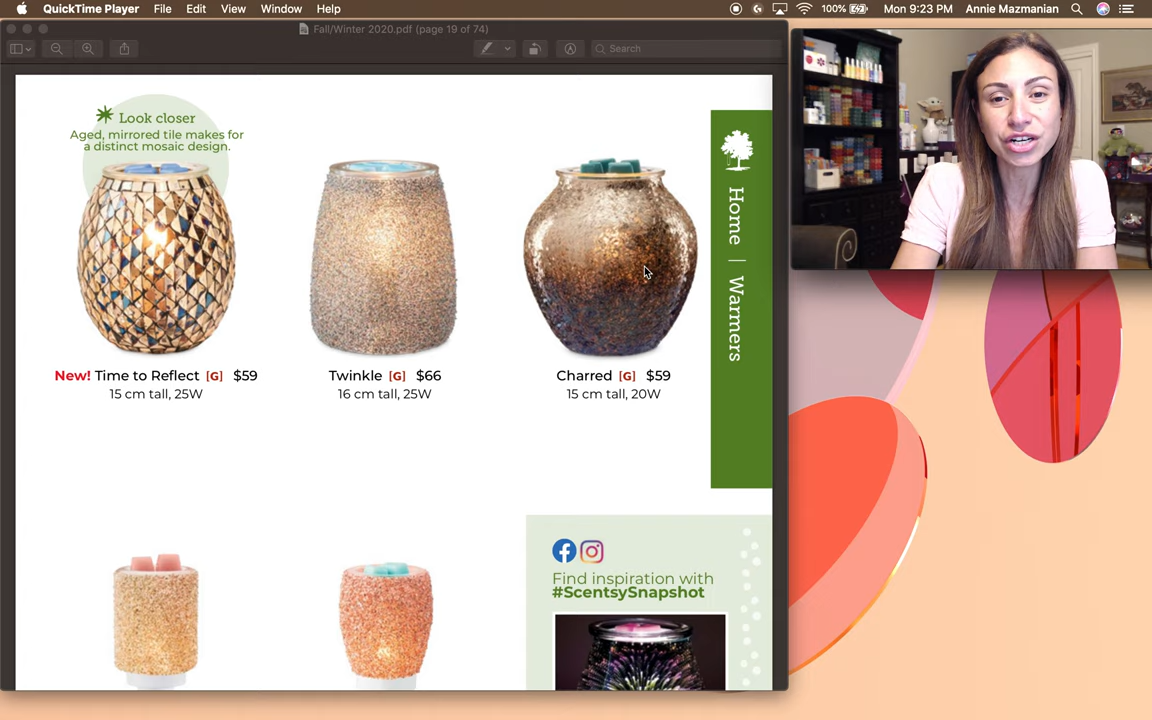 QuickTime Player File Edit View Window Help 100% Mon 9:23 PM Annie Mazmanian
Fall/Winter 2020.pdf (page 19 of 74)
Search
Look closer
Aged, mirrored tile makes for
a distinct mosaic design.
Home | Warmers
New! Time to Reflect [G] $59
15 cm tall, 25W
Twinkle [G] $66
16 cm tall, 25W
Charred [G] $59
15 cm tall, 20W
Find inspiration with
#ScentsySnapshot